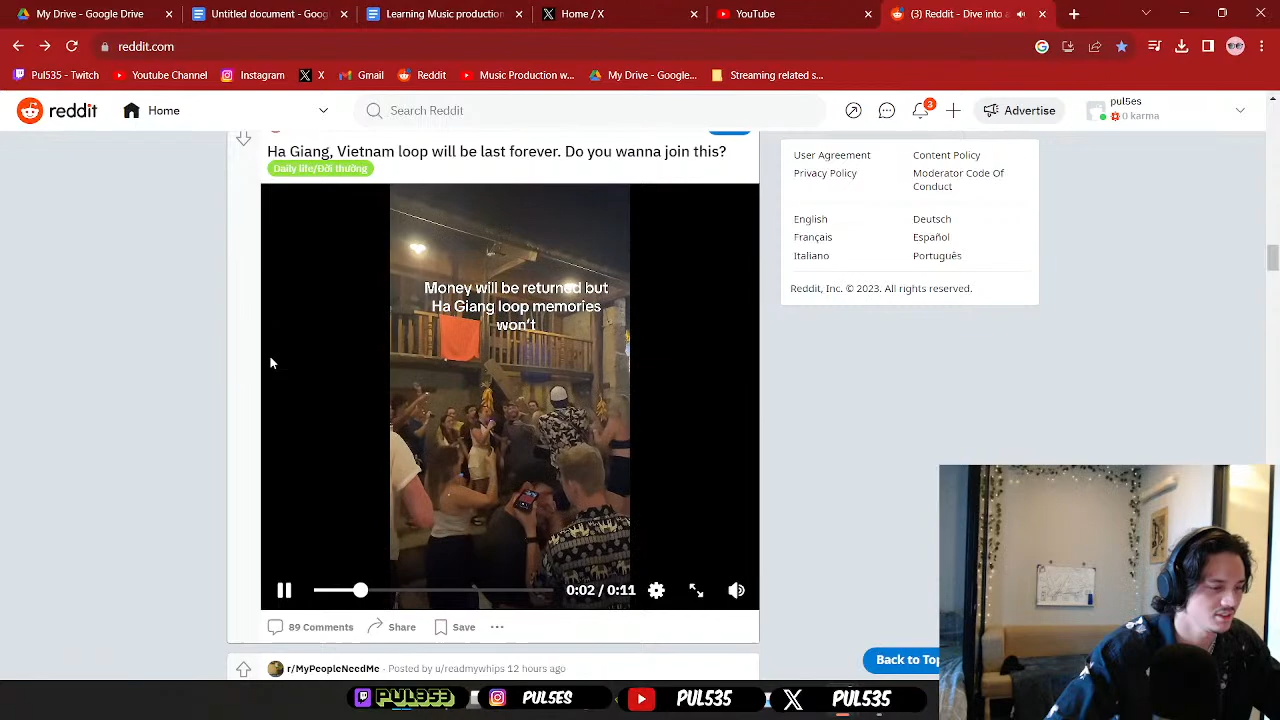 My Drive - Google Drive
Untitled document - Goog
Learning Music production
Home / X
YouTube
(3) Reddit - Dive into a
reddit.com
Pul535 - Twitch
Youtube Channel
Instagram
X
Gmail
Reddit
Music Production w...
My Drive - Google...
Streaming related s...
reddit
Home
Search Reddit
3
Advertise
pul5es
0 karma
Ha Giang, Vietnam loop will be last forever. Do you wanna join this?
Daily life/Đời thường
Money will be returned but
Ha Giang loop memories
won't
0:02 / 0:11
89 Comments
Share
Save
r/MyPeopleNeedMe - Posted by u/readmywhips 12 hours ago
User Agreement
Content Policy
Privacy Policy
Moderator Code Of
Conduct
English
Deutsch
Français
Español
Italiano
Português
Reddit, Inc. © 2023. All rights reserved.
Back to Top
PUL535
PUL5ES
PUL535
PUL535